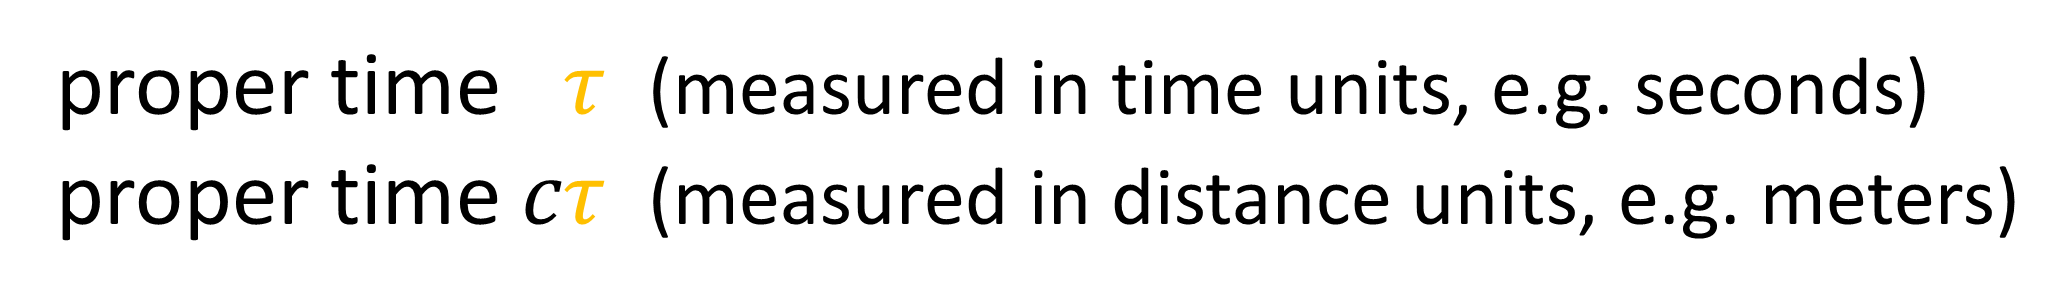 proper time τ (measured in time units, e.g. seconds)
proper time cτ (measured in distance units, e.g. meters)